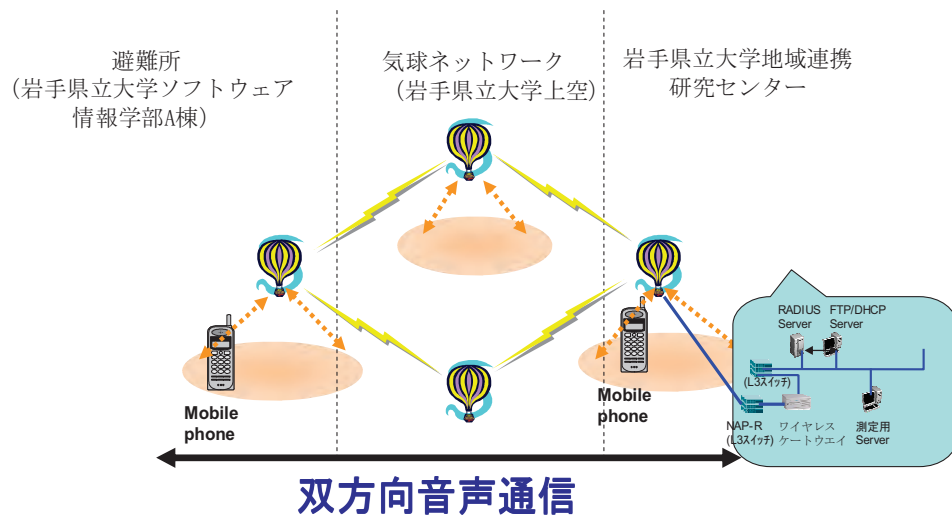 避難所
(岩手県立大学ソフトウェア
情報学部A棟)
気球ネットワーク
(岩手県立大学上空)
岩手県立大学地域連携
研究センター
Mobile
phone
Mobile
phone
RADIUS
Server
FTP/DHCP
Server
(L3スイッチ)
NAP-R
(L3スイッチ)
ワイヤレス
ケートウエイ
測定用
Server
双方向音声通信